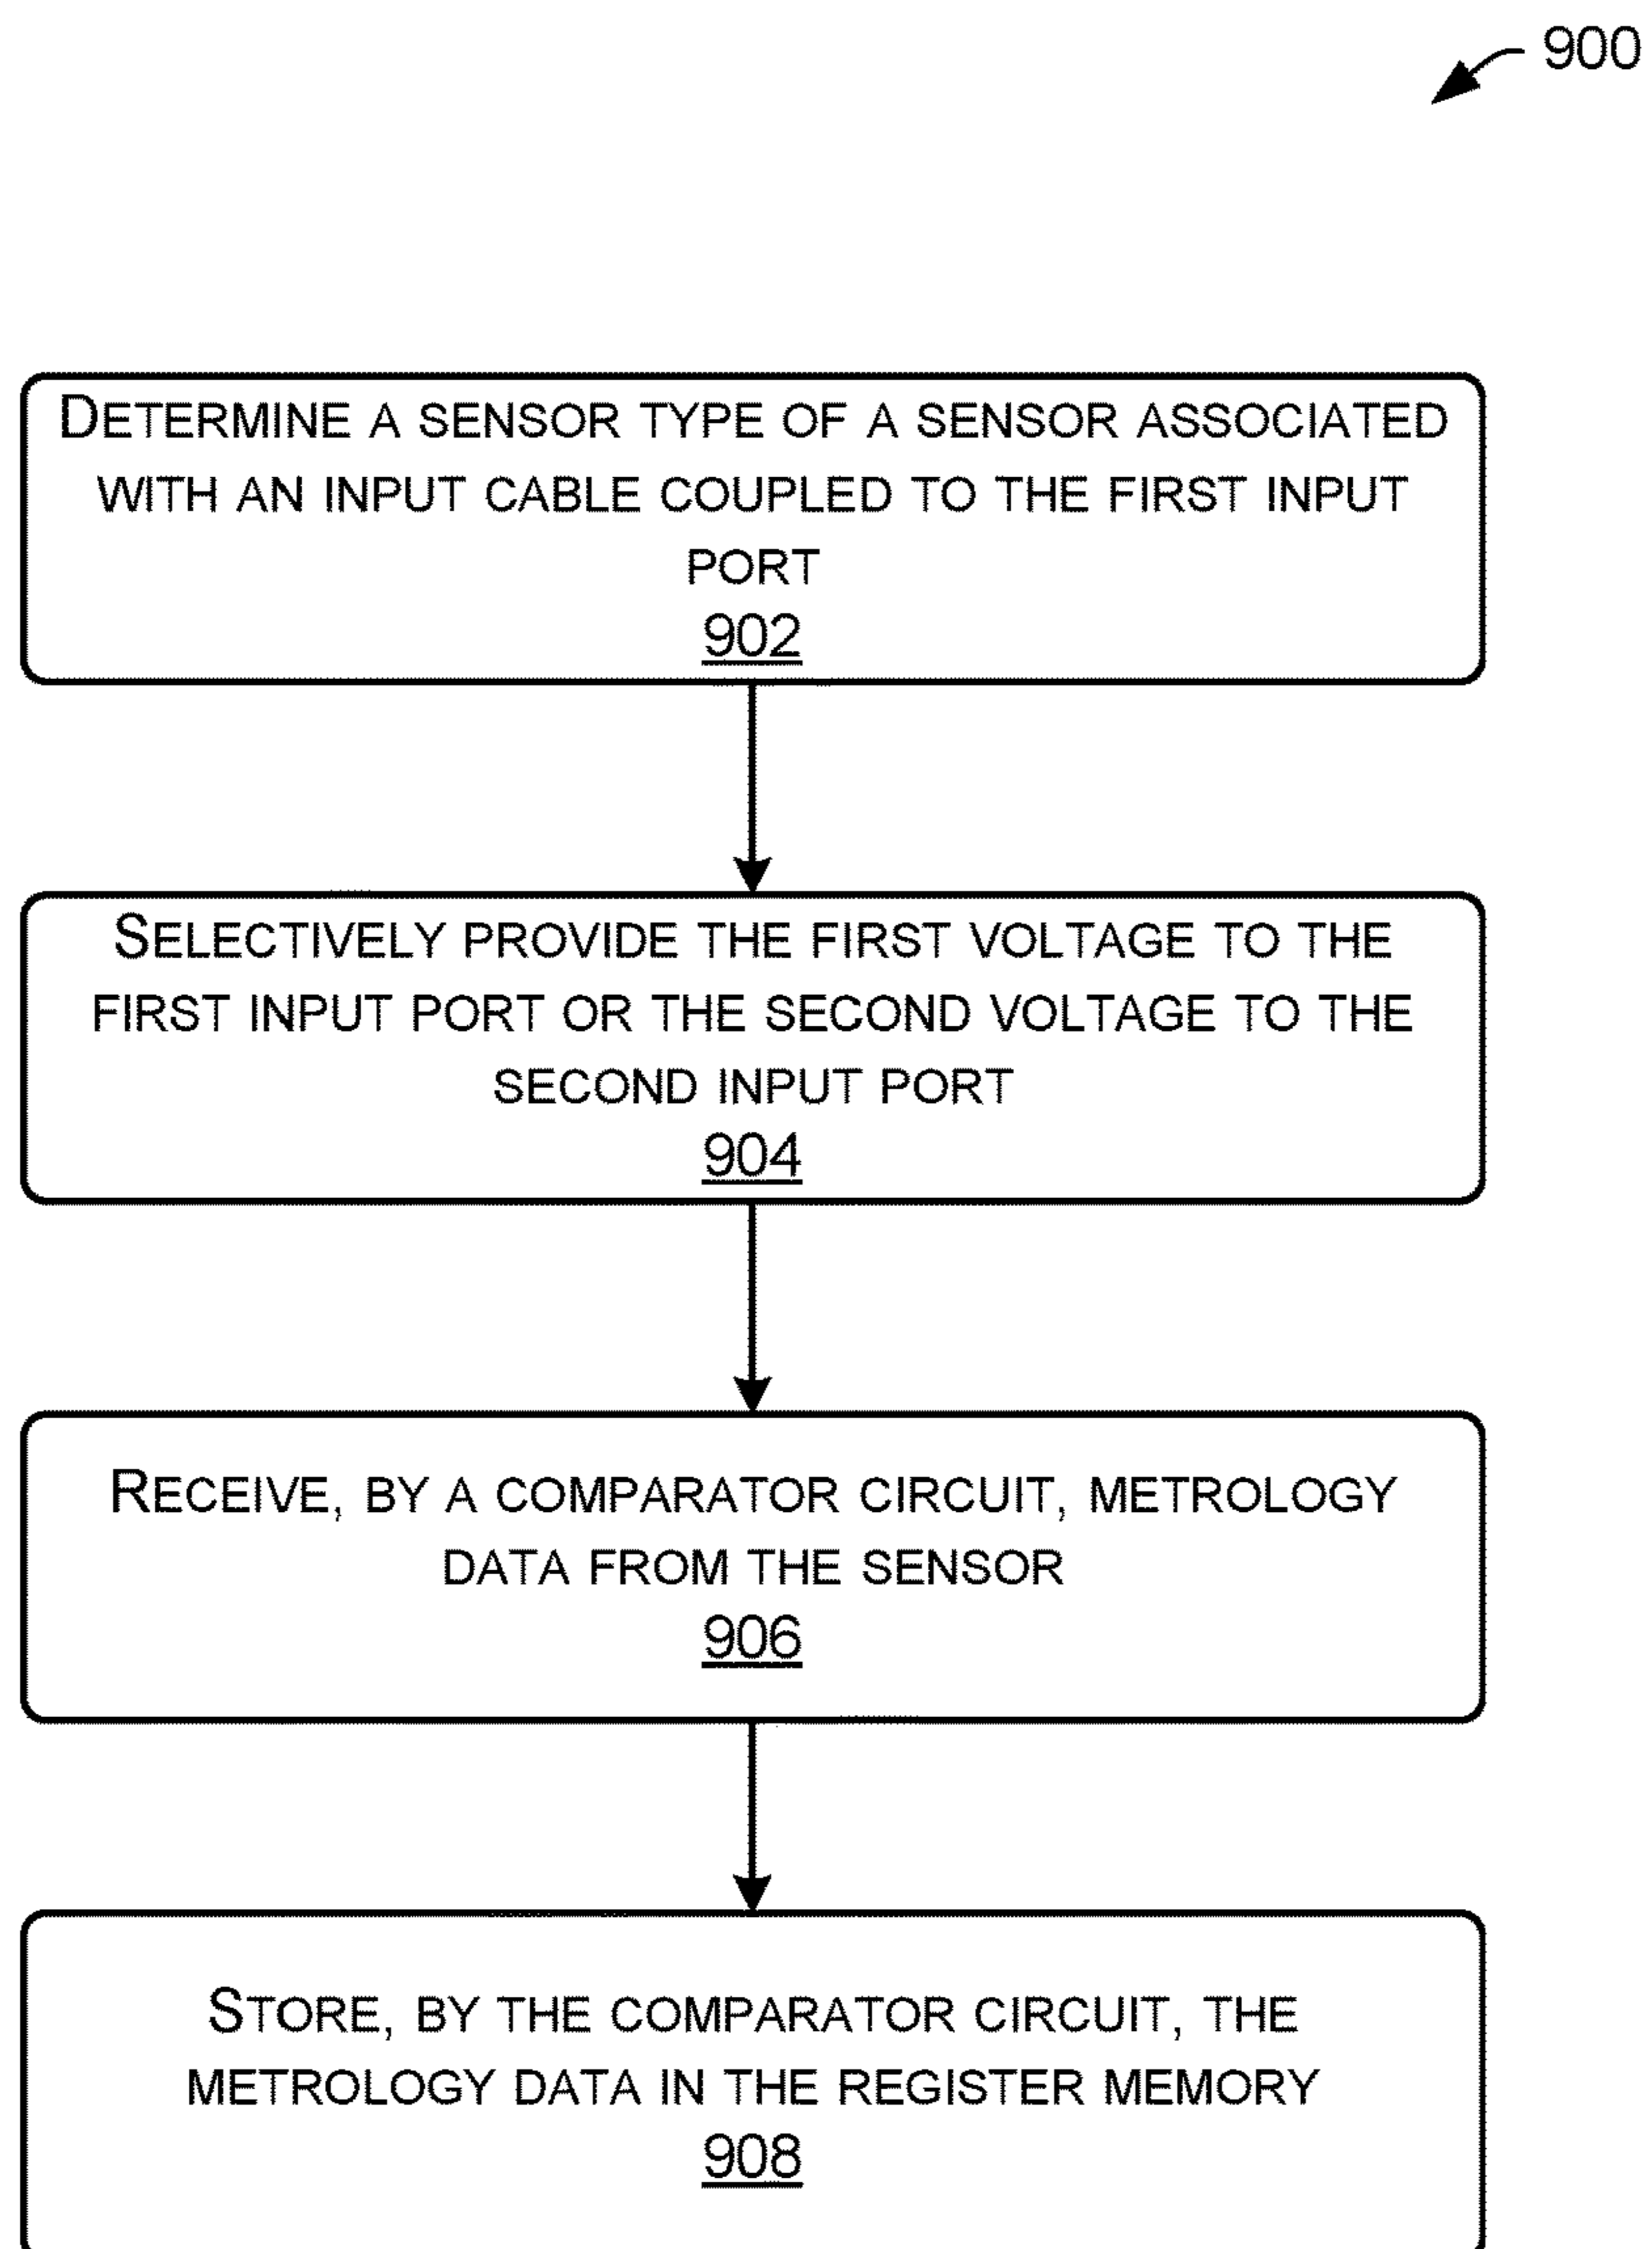 900
DETERMINE A SENSOR TYPE OF A SENSOR ASSOCIATED
WITH AN INPUT CABLE COUPLED TO THE FIRST INPUT
PORT
902
SELECTIVELY PROVIDE THE FIRST VOLTAGE TO THE
FIRST INPUT PORT OR THE SECOND VOLTAGE TO THE
SECOND INPUT PORT
904
RECEIVE, BY A COMPARATOR CIRCUIT, METROLOGY
DATA FROM THE SENSOR
906
STORE, BY THE COMPARATOR CIRCUIT, THE
METROLOGY DATA IN THE REGISTER MEMORY
908